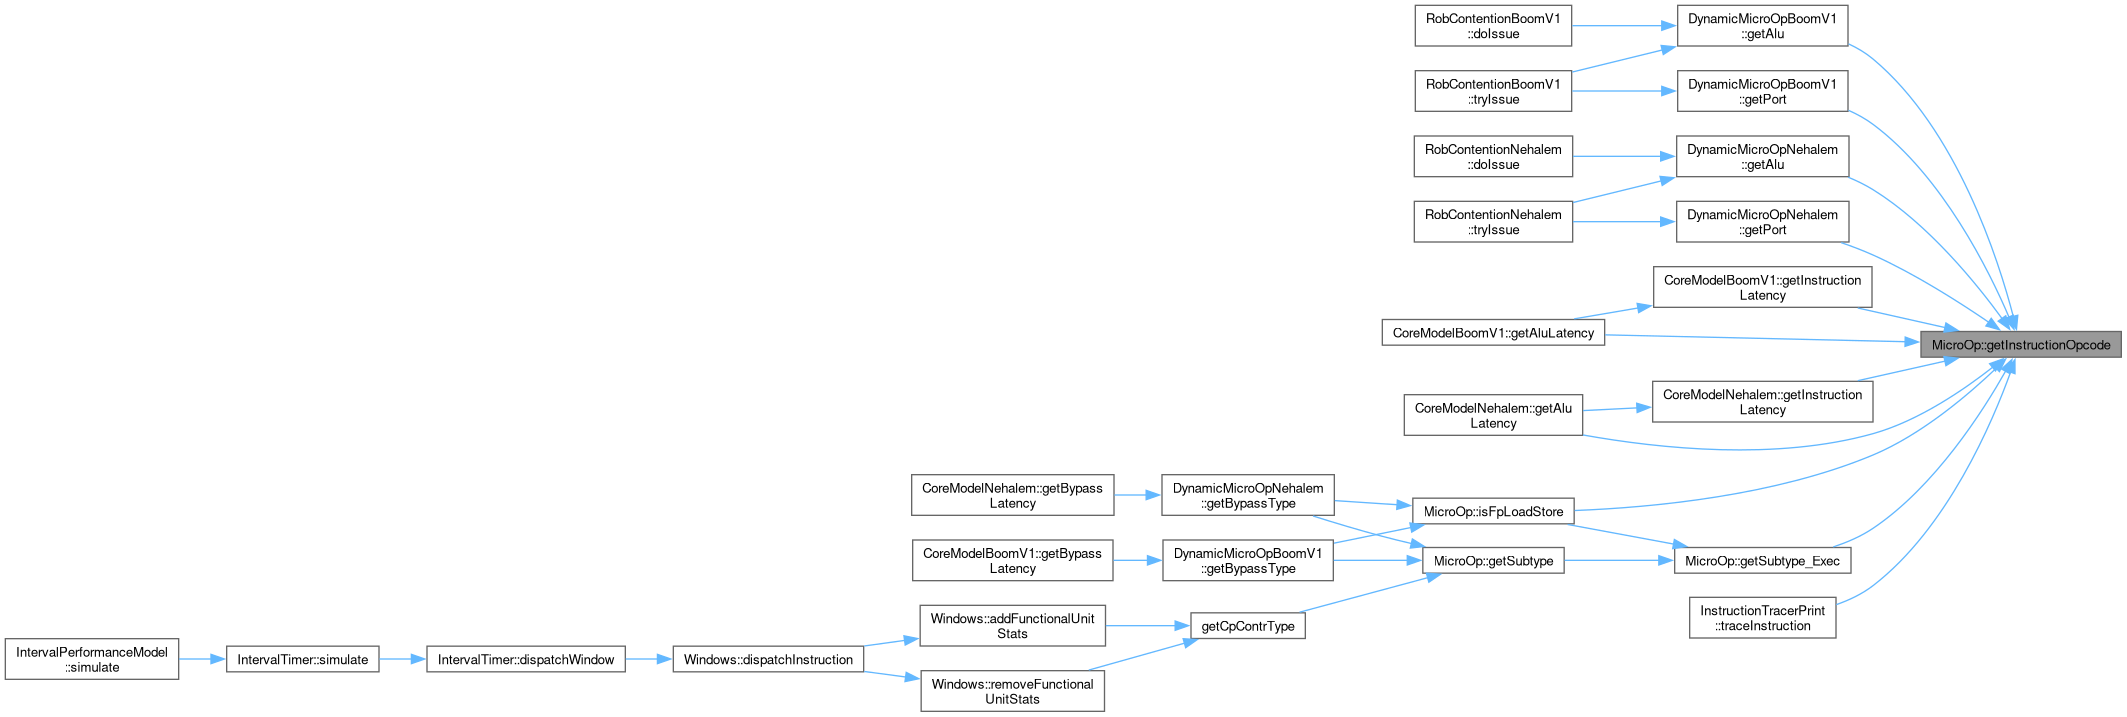 RobContentionBoomV1
::doIssue
DynamicMicroOpBoomV1
::getAlu
RobContentionBoomV1
::tryIssue
DynamicMicroOpBoomV1
::getPort
RobContentionNehalem
::doIssue
DynamicMicroOpNehalem
::getAlu
RobContentionNehalem
::tryIssue
DynamicMicroOpNehalem
::getPort
CoreModelBoomV1::getInstruction
Latency
CoreModelBoomV1::getAluLatency
MicroOp::getInstructionOpcode
CoreModelNehalem::getAlu
Latency
CoreModelNehalem::getInstruction
Latency
CoreModelNehalem::getBypass
Latency
DynamicMicroOpNehalem
::getBypassType
MicroOp::isFpLoadStore
CoreModelBoomV1::getBypass
Latency
DynamicMicroOpBoomV1
::getBypassType
MicroOp::getSubtype
MicroOp::getSubtype_Exec
Windows::addFunctionalUnit
Stats
getCpContrType
InstructionTracerPrint
::traceInstruction
IntervalPerformanceModel
::simulate
IntervalTimer::simulate
IntervalTimer::dispatchWindow
Windows::dispatchInstruction
Windows::removeFunctional
UnitStats